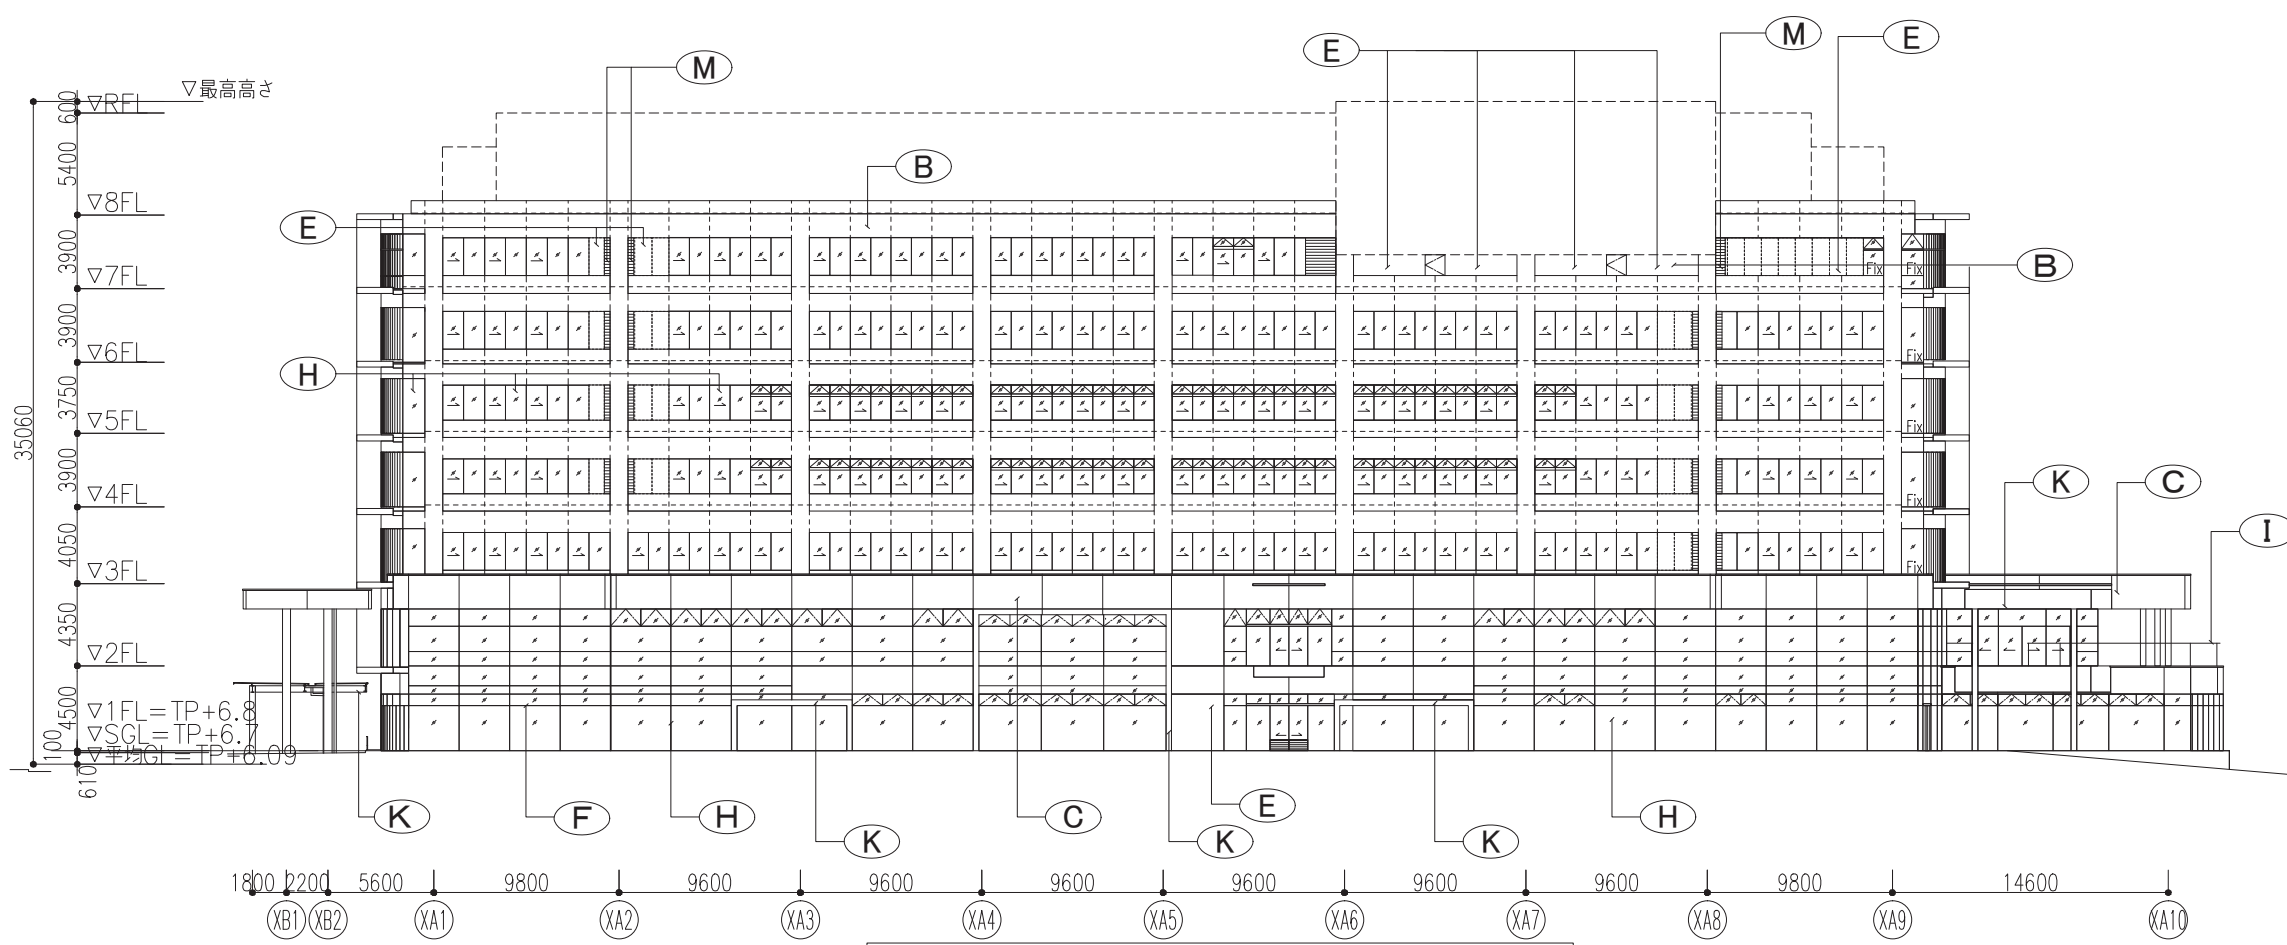 M
E
M
E
▽最高高さ
600
▽RFL
5400
B
▽8FL
E
3900
▽7FL
B
Fix
Fix
3900
▽6FL
Fix
H
3750
▽5FL
Fix
35060
3900
▽4FL
Fix
K
C
4050
I
▽3FL
Fix
4350
▽2FL
4500
▽1FL=TP+6.8
▽SGL=TP+6.7
100
▽平均GL=TP+6.09
610
K
F
H
K
C
K
E
K
H
1800 2200 5600 9800 9600 9600 9600 9600 9600 9600 9800 14600
XB1 XB2 XA1 XA2 XA3 XA4 XA5 XA6 XA7 XA8 XA9 XA10